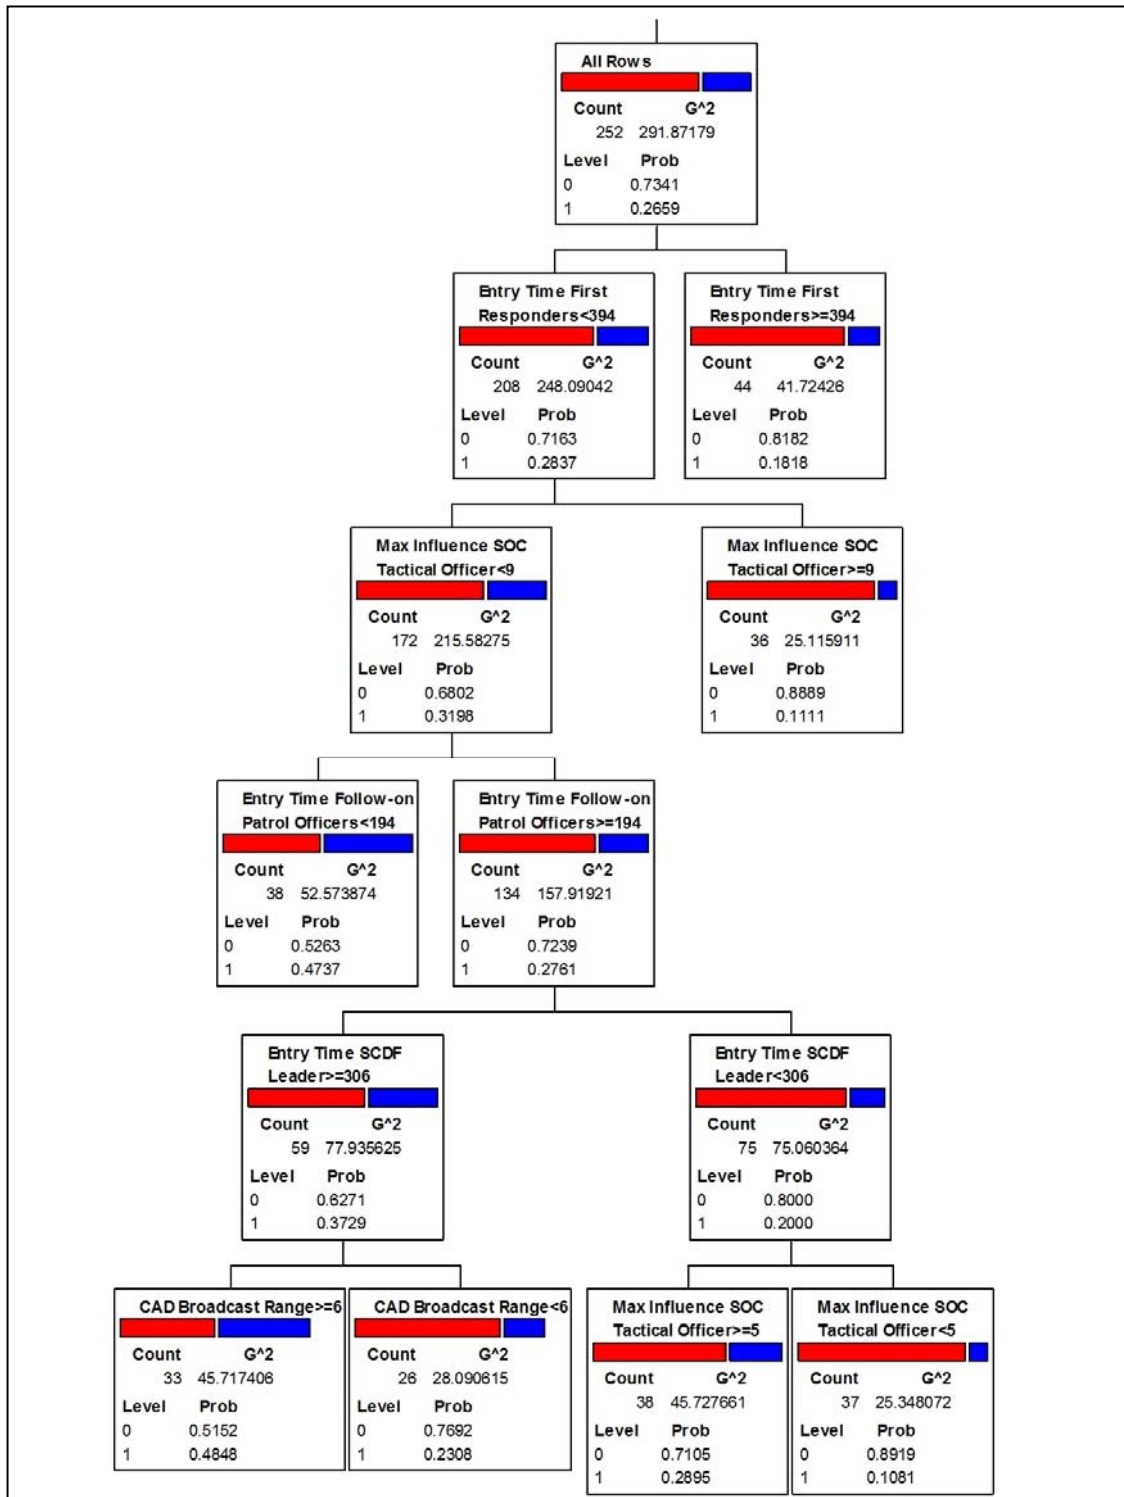 All Rows
Count G^2
252 291.87179
Level Prob
0 0.7341
1 0.2659
Entry Time First
Responders<394
Count G^2
208 248.09042
Level Prob
0 0.7163
1 0.2837
Entry Time First
Responders>=394
Count G^2
44 41.72426
Level Prob
0 0.8182
1 0.1818
Max Influence SOC
Tactical Officer<9
Count G^2
172 215.58275
Level Prob
0 0.6802
1 0.3198
Max Influence SOC
Tactical Officer>=9
Count G^2
36 25.115911
Level Prob
0 0.8889
1 0.1111
Entry Time Follow-on
Patrol Officers<194
Count G^2
38 52.573874
Level Prob
0 0.5263
1 0.4737
Entry Time Follow-on
Patrol Officers>=194
Count G^2
134 157.91921
Level Prob
0 0.7239
1 0.2761
Entry Time SCDF
Leader>=306
Count G^2
59 77.935625
Level Prob
0 0.6271
1 0.3729
Entry Time SCDF
Leader<306
Count G^2
75 75.060364
Level Prob
0 0.8000
1 0.2000
CAD Broadcast Range>=6
Count G^2
33 45.717406
Level Prob
0 0.5152
1 0.4848
CAD Broadcast Range<6
Count G^2
26 28.090615
Level Prob
0 0.7692
1 0.2308
Max Influence SOC
Tactical Officer>=5
Count G^2
38 45.727661
Level Prob
0 0.7105
1 0.2895
Max Influence SOC
Tactical Officer<5
Count G^2
37 25.348072
Level Prob
0 0.8919
1 0.1081